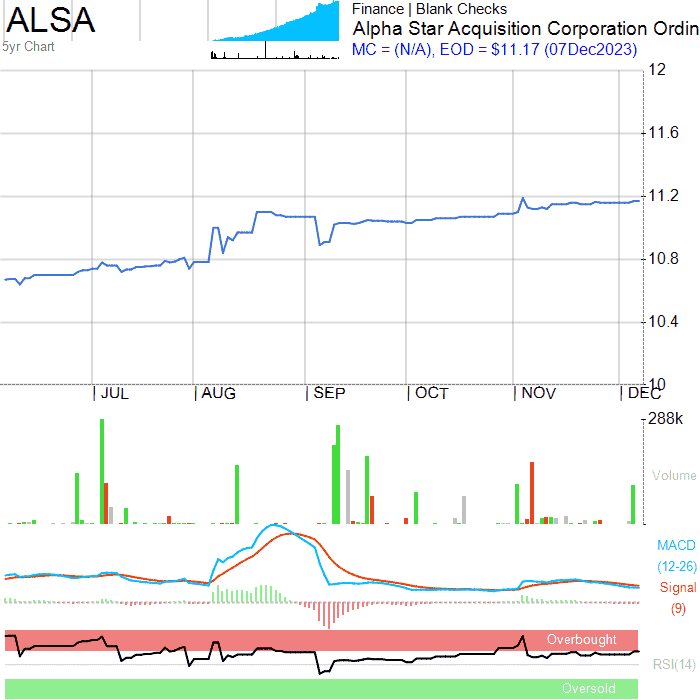 ALSA
5yr Chart
Finance | Blank Checks
Alpha Star Acquisition Corporation Ordin
MC = (N/A), EOD = $11.17 (07Dec2023)
12
11.6
11.2
10.8
10.4
10
JUL
AUG
SEP
OCT
NOV
DEC
288k
Volume
MACD
(12-26)
Signal
(9)
Overbought
RSI(14)
Oversold